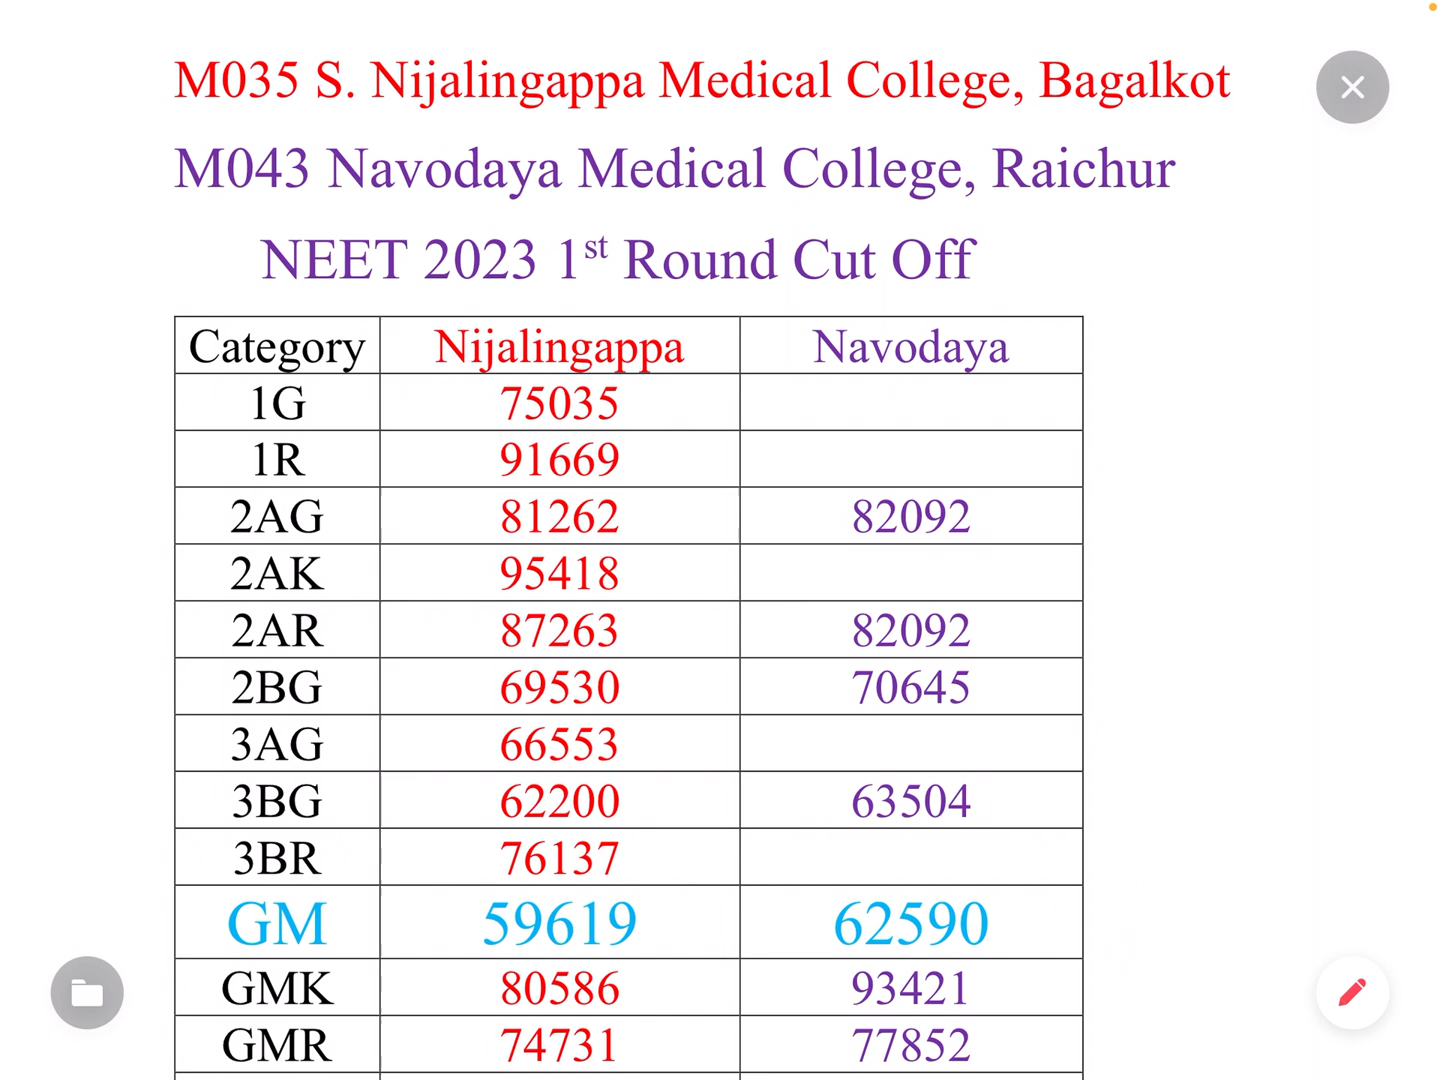 M035 S. Nijalingappa Medical College, Bagalkot
M043 Navodaya Medical College, Raichur
NEET 2023 1st Round Cut Off
Category Nijalingappa Navodaya
1G 75035
1R 91669
2AG 81262 82092
2AK 95418
2AR 87263 82092
2BG 69530 70645
3AG 66553
3BG 62200 63504
3BR 76137
GM 59619 62590
GMK 80586 93421
GMR 74731 77852